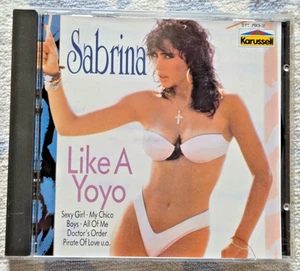 Karussell
Sabrina
Like A
Yoyo
Sexy Girl · My Chico
Boys · All Of Me
Doctor's Order
Pirate Of Love u.a.